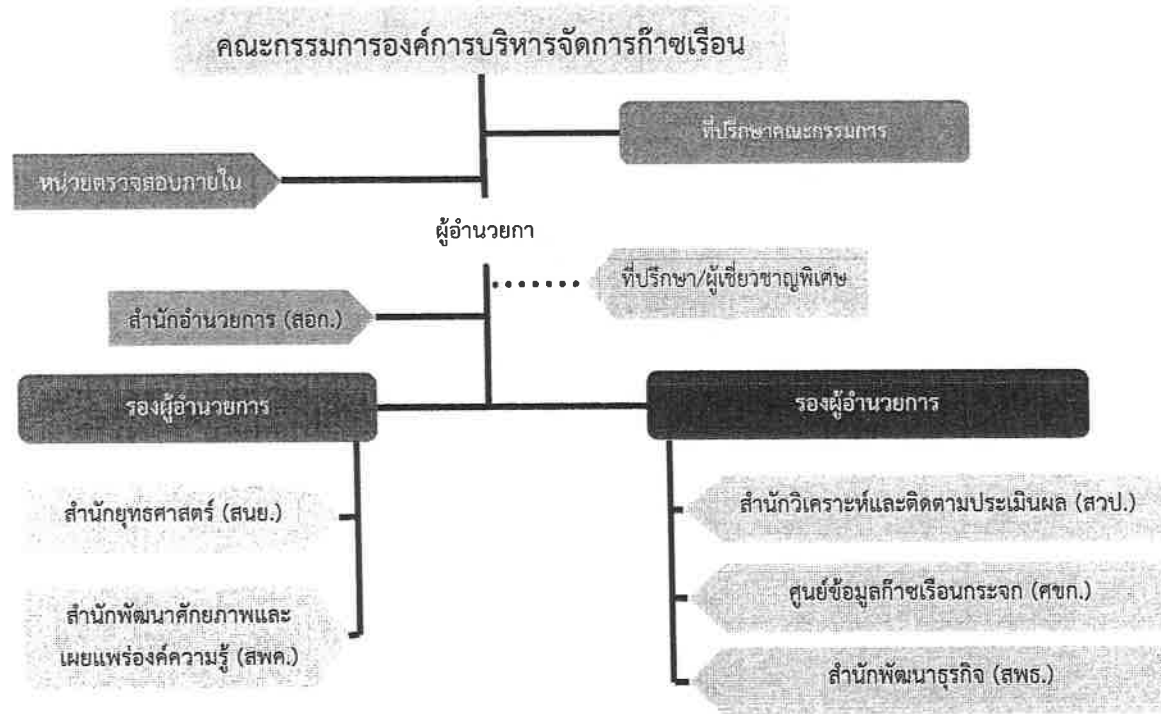 คณะกรรมการองค์การบริหารจัดการก๊าซเรือน
ที่ปรึกษาคณะกรรมการ
หน่วยตรวจสอบภายใน
ผู้อำนวยกา
ที่ปรึกษา/ผู้เชี่ยวชาญพิเศษ
สำนักอำนวยการ (สอก.)
รองผู้อำนวยการ
รองผู้อำนวยการ
สำนักยุทธศาสตร์ (สนย.)
สำนักพัฒนาศักยภาพและ
เผยแพร่องค์ความรู้ (สพค.)
สำนักวิเคราะห์และติดตามประเมินผล (สวป.)
ศูนย์ข้อมูลก๊าซเรือนกระจก (ศขก.)
สำนักพัฒนาธุรกิจ (สพธ.)